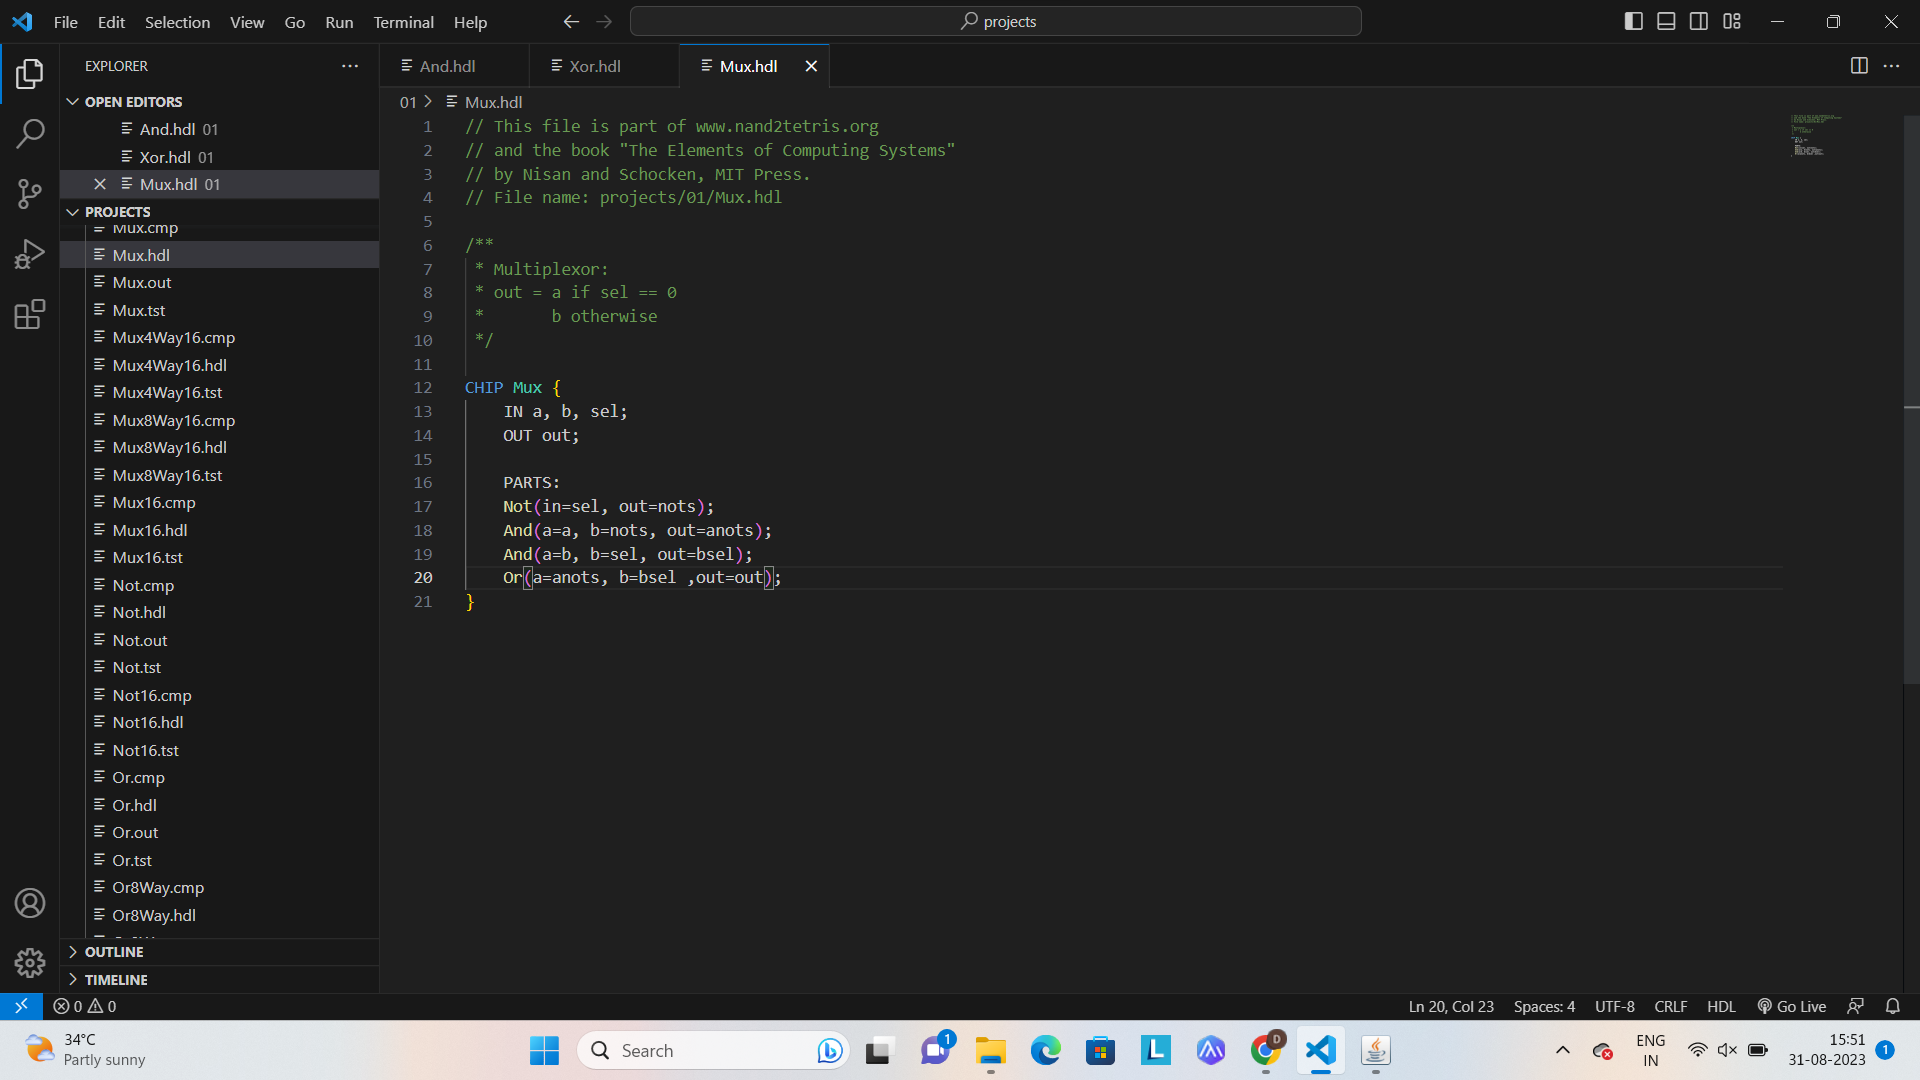 File Edit Selection View Go Run Terminal Help
projects
EXPLORER
OPEN EDITORS
And.hdl 01
Xor.hdl 01
Mux.hdl 01
PROJECTS
Mux.cmp
Mux.hdl
Mux.out
Mux.tst
Mux4Way16.cmp
Mux4Way16.hdl
Mux4Way16.tst
Mux8Way16.cmp
Mux8Way16.hdl
Mux8Way16.tst
Mux16.cmp
Mux16.hdl
Mux16.tst
Not.cmp
Not.hdl
Not.out
Not.tst
Not16.cmp
Not16.hdl
Not16.tst
Or.cmp
Or.hdl
Or.out
Or.tst
Or8Way.cmp
Or8Way.hdl
OUTLINE
TIMELINE
And.hdl Xor.hdl Mux.hdl
01 > Mux.hdl
1 // This file is part of www.nand2tetris.org
2 // and the book "The Elements of Computing Systems"
3 // by Nisan and Schocken, MIT Press.
4 // File name: projects/01/Mux.hdl
5
6 /**
7 * Multiplexor:
8 * out = a if sel == 0
9 * b otherwise
10 */
11
12 CHIP Mux {
13 IN a, b, sel;
14 OUT out;
15
16 PARTS:
17 Not(in=sel, out=nots);
18 And(a=a, b=nots, out=anots);
19 And(a=b, b=sel, out=bsel);
20 Or(a=anots, b=bsel ,out=out);
21 }
0 0
Ln 20, Col 23 Spaces: 4 UTF-8 CRLF HDL Go Live
34°C
Partly sunny
Search
1
L
D
ENG
IN
15:51
31-08-2023
1